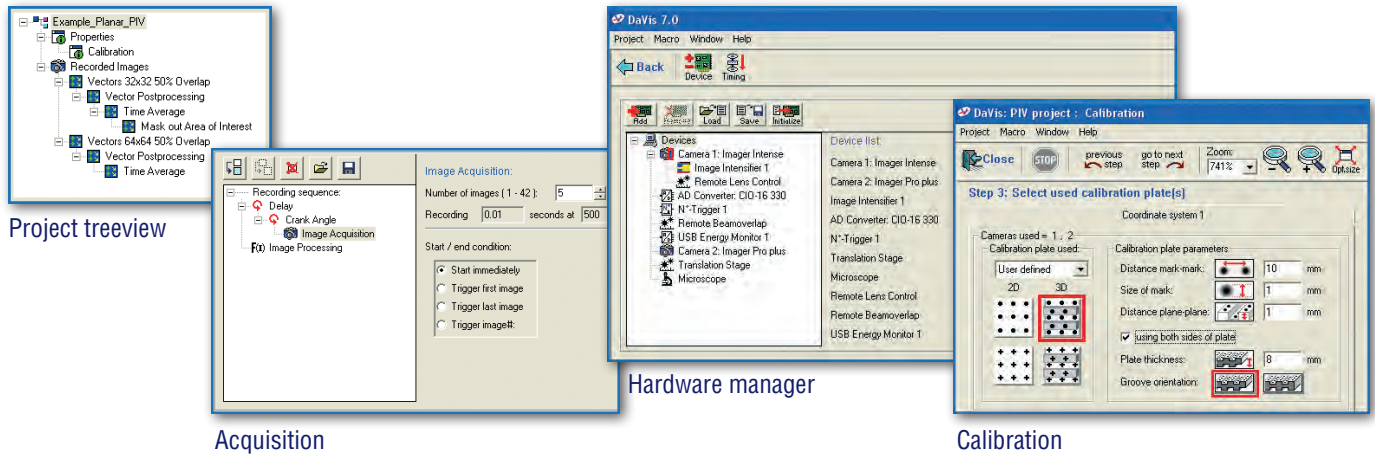 Example_Planar_PIV
Properties
Calibration
Recorded Images
Vectors 32x32 50% Overlap
Vector Postprocessing
Time Average
Mask out Area of Interest
Vectors 64x64 50% Overlap
Vector Postprocessing
Time Average
Project treeview
Recording sequence:
Delay
Crank Angle
Image Acquisition
Image Processing
Image Acquisition:
Number of images ( 1 - 42 ): 5
Recording 0.01 seconds at 500
Start / end condition:
Start immediately
Trigger first image
Trigger last image
Trigger image#:
Acquisition
DaVis 7.0
Project Macro Window Help
Back Device Timing
Add Remove Load Save Initialize
Devices
Camera 1: Imager Intense
Image Intensifier 1
Remote Lens Control
AD Converter: CIO-16 330
N*-Trigger 1
Remote Beamoverlap
USB Energy Monitor 1
Camera 2: Imager Pro plus
Translation Stage
Microscope
Device list:
Camera 1: Imager Intense
Camera 2: Imager Pro plus
Image Intensifier 1
AD Converter: CIO-16 330
N*-Trigger 1
Translation Stage
Microscope
Remote Lens Control
Remote Beamoverlap
USB Energy Monitor 1
Hardware manager
DaVis: PIV project : Calibration
Project Macro Window Help
Close STOP previous step go to next step Zoom: 741% Opt.size
Step 3: Select used calibration plate(s)
Coordinate system 1
Cameras used = 1 , 2
Calibration plate used:
User defined
2D 3D
Calibration plate parameters
Distance mark-mark: 10 mm
Size of mark: 1 mm
Distance plane-plane: 1 mm
using both sides of plate
Plate thickness: 8 mm
Groove orientation:
Calibration